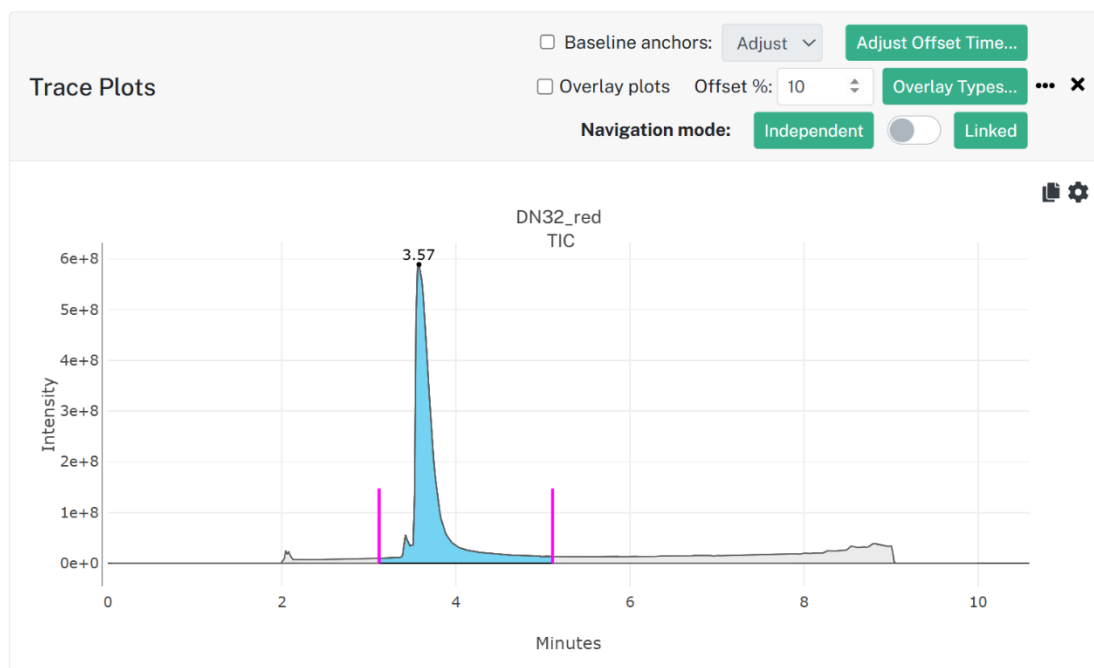 Baseline anchors: Adjust Adjust Offset Time...
Trace Plots
Overlay plots Offset %: 10 Overlay Types...
Navigation mode: Independent Linked
DN32_red
TIC
3.57
6e+8
5e+8
4e+8
3e+8
2e+8
1e+8
0e+0
Intensity
0 2 4 6 8 10
Minutes